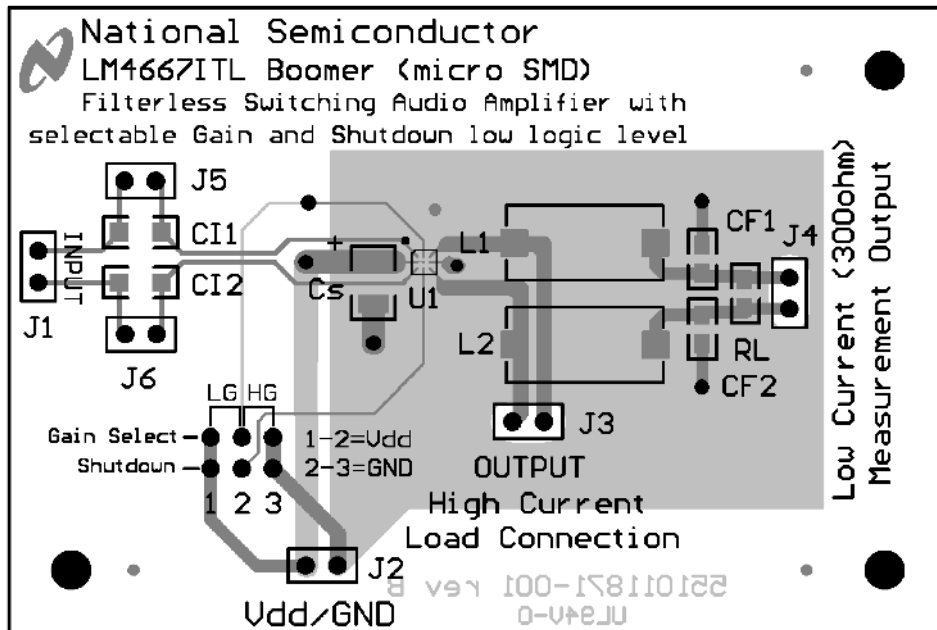 National Semiconductor
LM4667ITL Boomer (micro SMD)
Filterless Switching Audio Amplifier with
selectable Gain and Shutdown low logic level
J5
CI1
INPUT
CI2
J1
J6
+
Cs
U1
L1
L2
CF1
J4
RL
CF2
Low Current (300ohm)
Measurement Output
LG HG
Gain Select
1-2=Vdd
Shutdown
2-3=GND
1 2 3
J3
OUTPUT
High Current
Load Connection
J2
Vdd/GND
551011871-001 rev B
UL94V-0